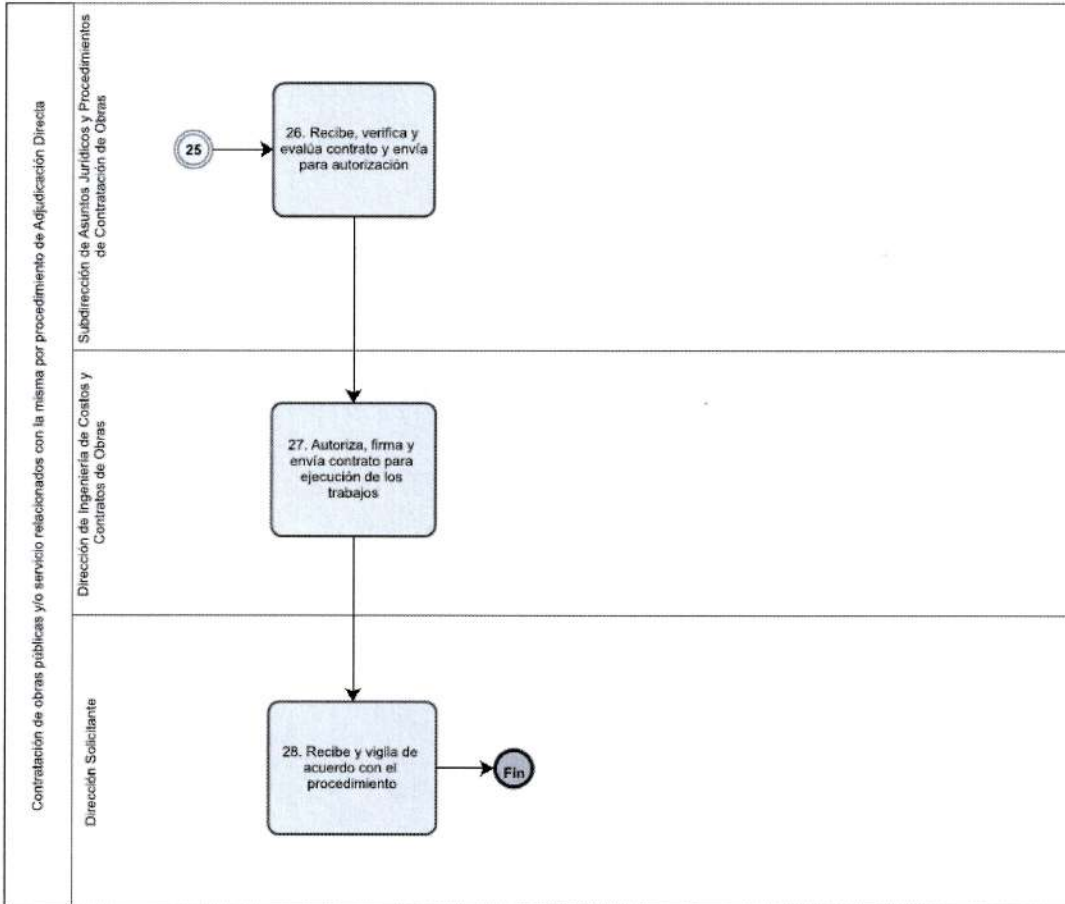 Contratación de obras públicas y/o servicio relacionados con la misma por procedimiento de Adjudicación Directa
Subdirección de Asuntos Jurídicos y Procedimientos
de Contratación de Obras
25
26. Recibe, verifica y
evalúa contrato y envía
para autorización
Dirección de Ingeniería de Costos y
Contratos de Obras
27. Autoriza, firma y
envía contrato para
ejecución de los
trabajos
Dirección Solicitante
28. Recibe y vigila de
acuerdo con el
procedimiento
Fin